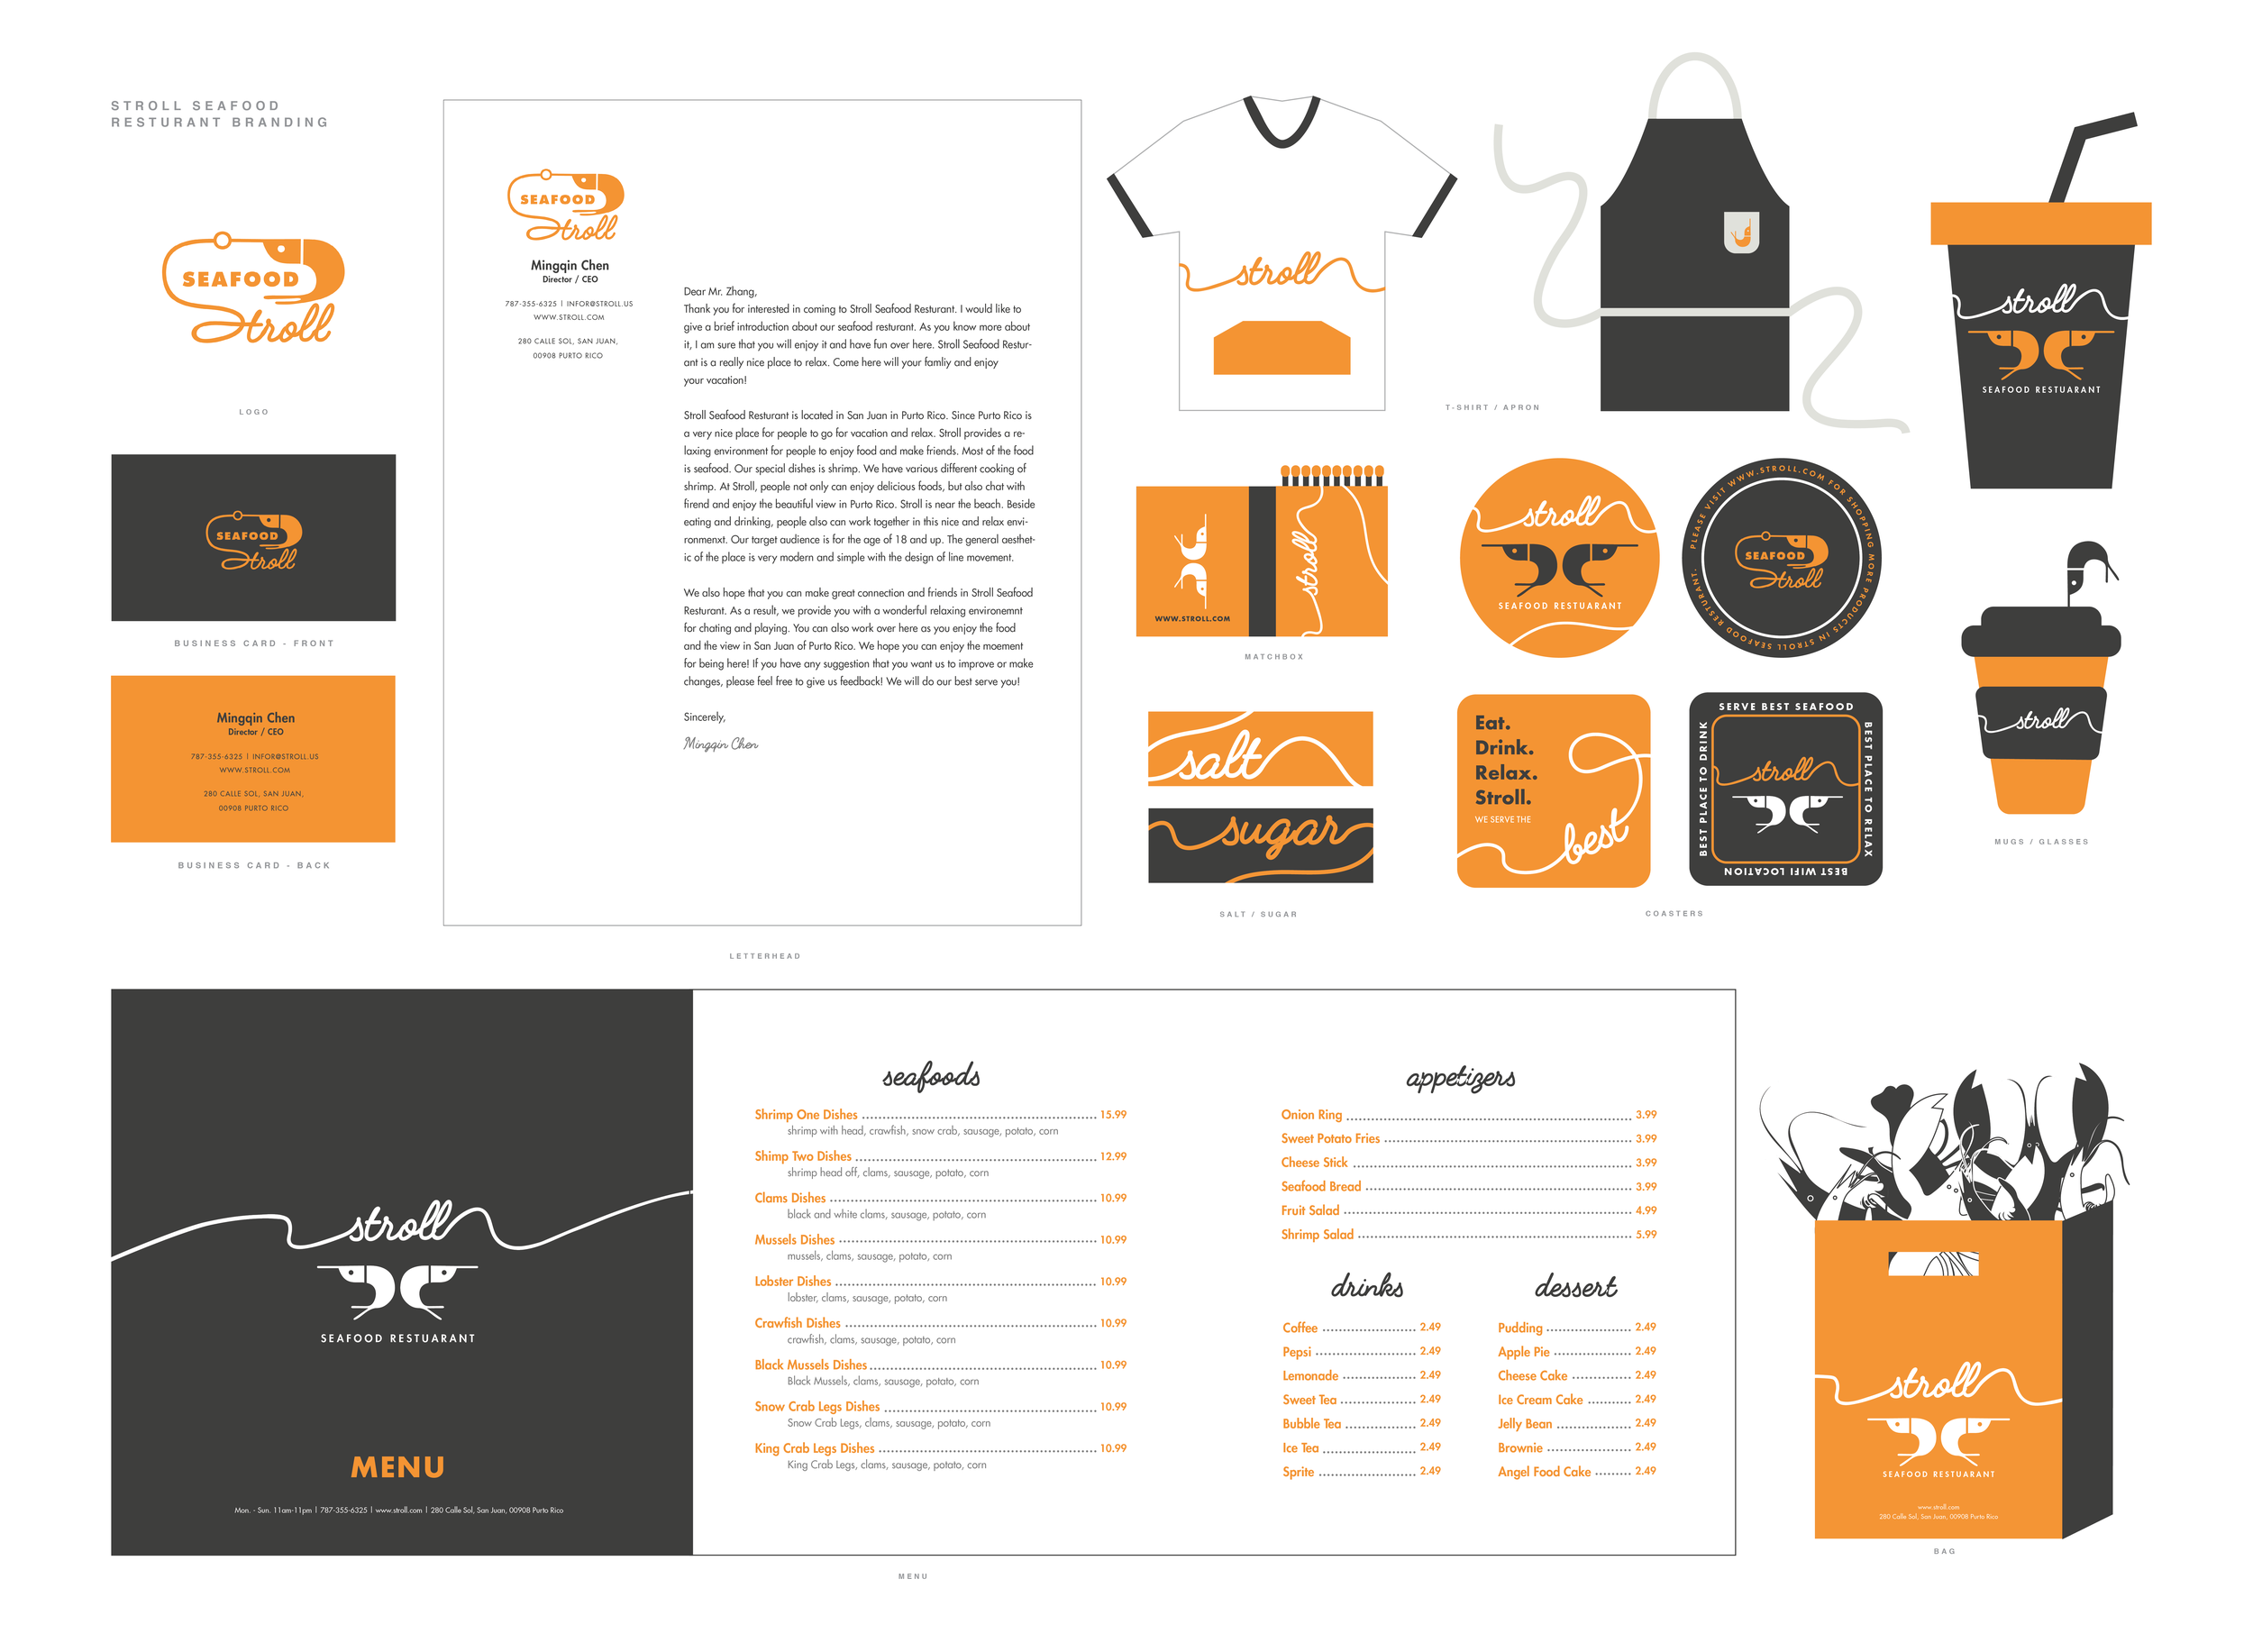 STROLL SEAFOOD
RESTURANT BRANDING
SEAFOOD
Stroll
LOGO
SEAFOOD
Stroll
BUSINESS CARD - FRONT
Mingqin Chen
Director / CEO
787-355-6325 | INFOR@STROLL.US
WWW.STROLL.COM
280 CALLE SOL, SAN JUAN,
00908 PURTO RICO
BUSINESS CARD - BACK
SEAFOOD
Stroll
Mingqin Chen
Director / CEO
787-355-6325 | INFOR@STROLL.US
WWW.STROLL.COM
280 CALLE SOL, SAN JUAN,
00908 PURTO RICO
Dear Mr. Zhang,
Thank you for interested in coming to Stroll Seafood Resturant. I would like to
give a brief introduction about our seafood resturant. As you know more about
it, I am sure that you will enjoy it and have fun over here. Stroll Seafood Restur-
ant is a really nice place to relax. Come here will your famliy and enjoy
your vacation!
Stroll Seafood Resturant is located in San Juan in Purto Rico. Since Purto Rico is
a very nice place for people to go for vacation and relax. Stroll provides a re-
laxing environment for people to enjoy food and make friends. Most of the food
is seafood. Our special dishes is shrimp. We have various different cooking of
shrimp. At Stroll, people not only can enjoy delicious foods, but also chat with
firend and enjoy the beautiful view in Purto Rico. Stroll is near the beach. Beside
eating and drinking, people also can work together in this nice and relax envi-
ronmenxt. Our target audience is for the age of 18 and up. The general aesthet-
ic of the place is very modern and simple with the design of line movement.
We also hope that you can make great connection and friends in Stroll Seafood
Resturant. As a result, we provide you with a wonderful relaxing environemnt
for chating and playing. You can also work over here as you enjoy the food
and the view in San Juan of Purto Rico. We hope you can enjoy the moement
for being here! If you have any suggestion that you want us to improve or make
changes, please feel free to give us feedback! We will do our best serve you!
Sincerely,
Mingqin Chen
LETTERHEAD
stroll
T-SHIRT / APRON
stroll
SEAFOOD RESTUARANT
WWW.STROLL.COM
stroll
MATCHBOX
stroll
SEAFOOD RESTUARANT
PLEASE VISIT WWW.STROLL.COM FOR SHOPPING MORE PRODUCTS IN STROLL SEAFOOD RESTURANT.
SEAFOOD
Stroll
salt
sugar
SALT / SUGAR
Eat.
Drink.
Relax.
Stroll.
WE SERVE THE
best
SERVE BEST SEAFOOD
BEST PLACE TO RELAX
BEST WIFI LOCATION
BEST PLACE TO DRINK
stroll
COASTERS
stroll
MUGS / GLASSES
stroll
SEAFOOD RESTUARANT
MENU
Mon. - Sun. 11am-11pm | 787-355-6325 | www.stroll.com | 280 Calle Sol, San Juan, 00908 Purto Rico
seafoods
Shrimp One Dishes 15.99
shrimp with head, crawfish, snow crab, sausage, potato, corn
Shimp Two Dishes 12.99
shrimp head off, clams, sausage, potato, corn
Clams Dishes 10.99
black and white clams, sausage, potato, corn
Mussels Dishes 10.99
mussels, clams, sausage, potato, corn
Lobster Dishes 10.99
lobster, clams, sausage, potato, corn
Crawfish Dishes 10.99
crawfish, clams, sausage, potato, corn
Black Mussels Dishes 10.99
Black Mussels, clams, sausage, potato, corn
Snow Crab Legs Dishes 10.99
Snow Crab Legs, clams, sausage, potato, corn
King Crab Legs Dishes 10.99
King Crab Legs, clams, sausage, potato, corn
appetizers
Onion Ring 3.99
Sweet Potato Fries 3.99
Cheese Stick 3.99
Seafood Bread 3.99
Fruit Salad 4.99
Shrimp Salad 5.99
drinks
Coffee 2.49
Pepsi 2.49
Lemonade 2.49
Sweet Tea 2.49
Bubble Tea 2.49
Ice Tea 2.49
Sprite 2.49
dessert
Pudding 2.49
Apple Pie 2.49
Cheese Cake 2.49
Ice Cream Cake 2.49
Jelly Bean 2.49
Brownie 2.49
Angel Food Cake 2.49
MENU
stroll
SEAFOOD RESTUARANT
www.stroll.com
280 Calle Sol, San Juan, 00908 Purto Rico
BAG